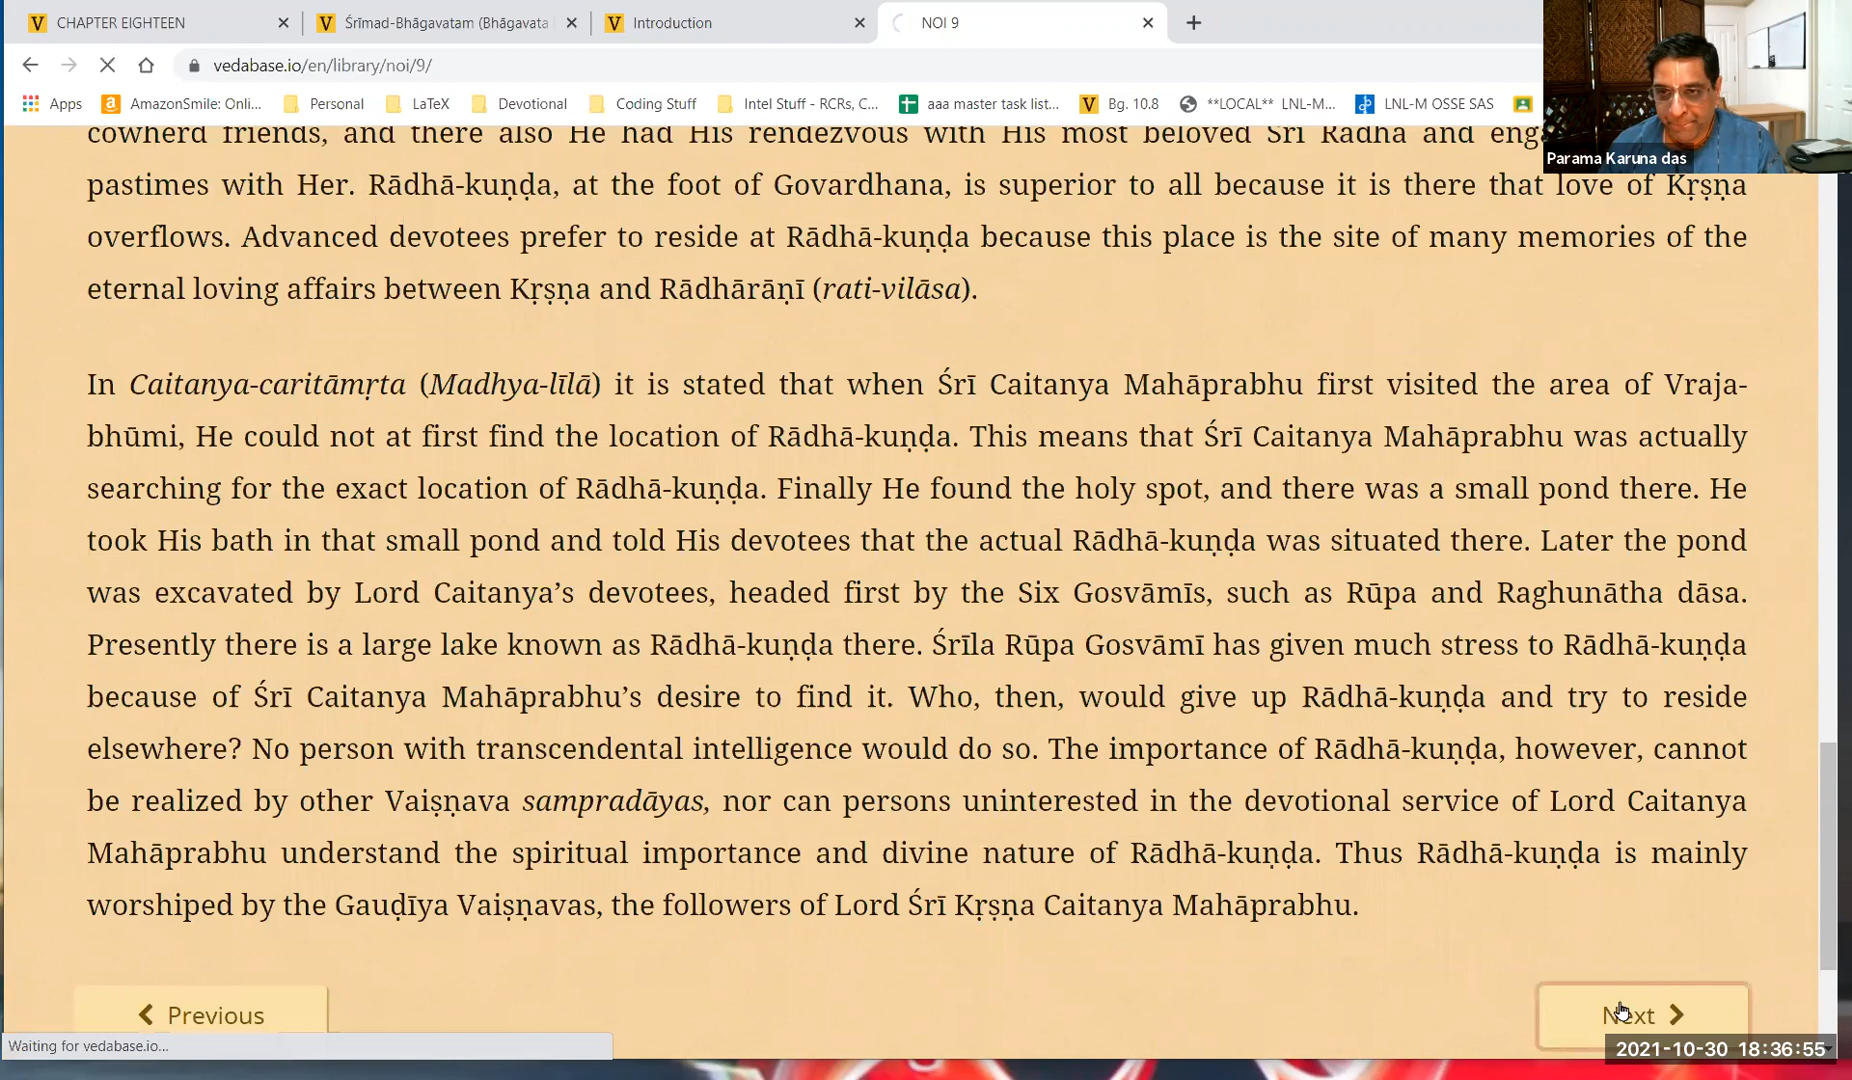 CHAPTER EIGHTEEN
Śrīmad-Bhāgavatam (Bhāgavata
Introduction
NOI 9
vedabase.io/en/library/noi/9/
Apps
AmazonSmile: Onli...
Personal
LaTeX
Devotional
Coding Stuff
Intel Stuff - RCRs, C...
aaa master task list...
Bg. 10.8
**LOCAL** LNL-M...
LNL-M OSSE SAS
Parama Karuna das
cowherd friends, and there also He had His rendezvous with His most beloved Śrī Rādhā and
pastimes with Her. Rādhā-kuṇḍa, at the foot of Govardhana, is superior to all because it is there that love of Kṛṣṇa
overflows. Advanced devotees prefer to reside at Rādhā-kuṇḍa because this place is the site of many memories of the
eternal loving affairs between Kṛṣṇa and Rādhārāṇī (rati-vilāsa).
In Caitanya-caritāmṛta (Madhya-līlā) it is stated that when Śrī Caitanya Mahāprabhu first visited the area of Vraja-
bhūmi, He could not at first find the location of Rādhā-kuṇḍa. This means that Śrī Caitanya Mahāprabhu was actually
searching for the exact location of Rādhā-kuṇḍa. Finally He found the holy spot, and there was a small pond there. He
took His bath in that small pond and told His devotees that the actual Rādhā-kuṇḍa was situated there. Later the pond
was excavated by Lord Caitanya’s devotees, headed first by the Six Gosvāmīs, such as Rūpa and Raghunātha dāsa.
Presently there is a large lake known as Rādhā-kuṇḍa there. Śrīla Rūpa Gosvāmī has given much stress to Rādhā-kuṇḍa
because of Śrī Caitanya Mahāprabhu’s desire to find it. Who, then, would give up Rādhā-kuṇḍa and try to reside
elsewhere? No person with transcendental intelligence would do so. The importance of Rādhā-kuṇḍa, however, cannot
be realized by other Vaiṣṇava sampradāyas, nor can persons uninterested in the devotional service of Lord Caitanya
Mahāprabhu understand the spiritual importance and divine nature of Rādhā-kuṇḍa. Thus Rādhā-kuṇḍa is mainly
worshiped by the Gauḍīya Vaiṣṇavas, the followers of Lord Śrī Kṛṣṇa Caitanya Mahāprabhu.
Previous
Next
Waiting for vedabase.io...
2021-10-30 18:36:55